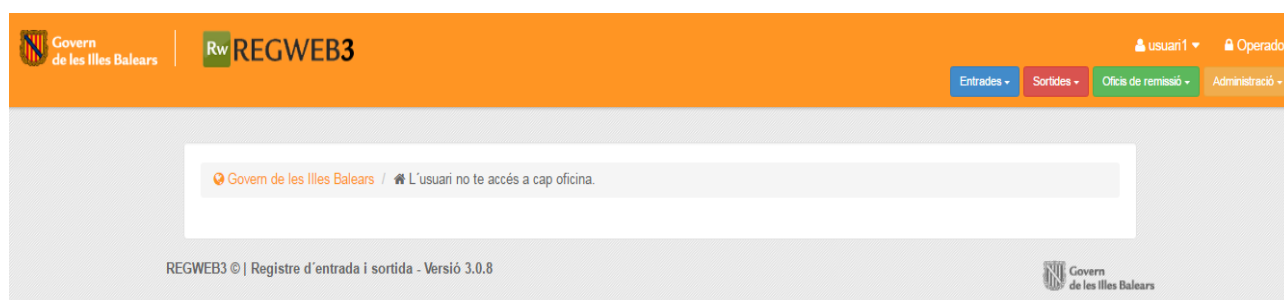 Govern
de les Illes Balears
Rw REGWEB3
usuari1
Operado
Entrades
Sortides
Oficis de remissió
Administració
Govern de les Illes Balears / L´usuari no te accés a cap oficina.
REGWEB3 © | Registre d´entrada i sortida - Versió 3.0.8
Govern
de les Illes Balears